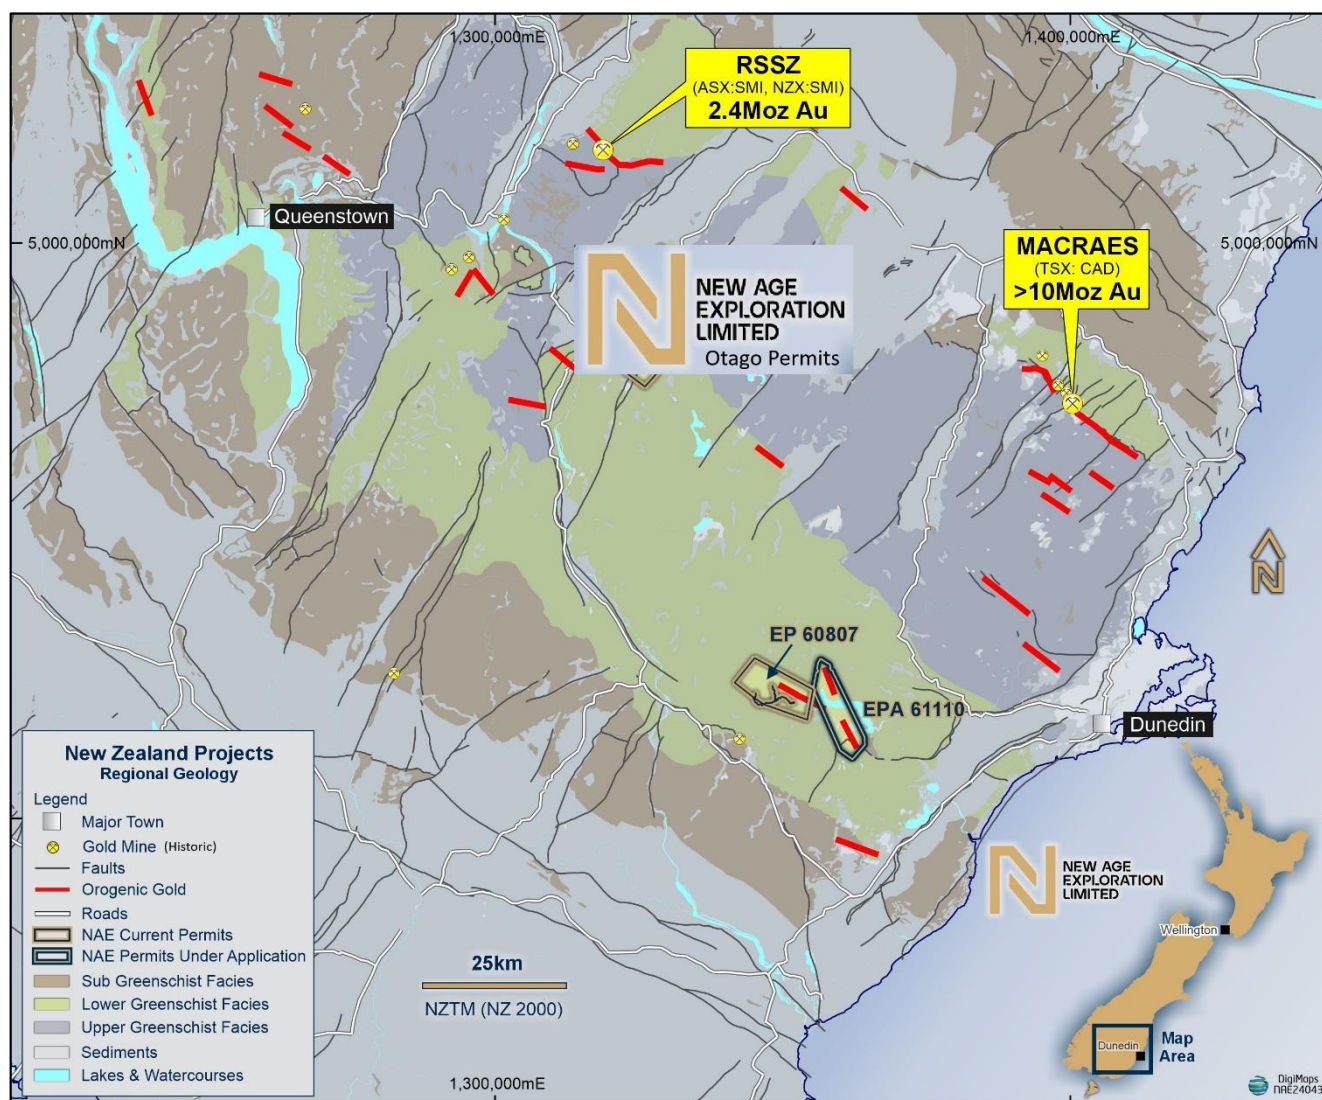 1,300,000mE
1,400,000mE
RSSZ
(ASX:SMI, NZX:SMI)
2.4Moz Au
Queenstown
5,000,000mN
5,000,000mN
MACRAES
(TSX: CAD)
>10Moz Au
N
NEW AGE
EXPLORATION
LIMITED
Otago Permits
N
EP 60807
EPA 61110
Dunedin
New Zealand Projects
Regional Geology
Legend
Major Town
Gold Mine (Historic)
Faults
Orogenic Gold
Roads
NAE Current Permits
NAE Permits Under Application
Sub Greenschist Facies
Lower Greenschist Facies
Upper Greenschist Facies
Sediments
Lakes & Watercourses
25km
NZTM (NZ 2000)
1,300,000mE
N
NEW AGE
EXPLORATION
LIMITED
Wellington
Dunedin
Map
Area
DigiMaps
NAE24043